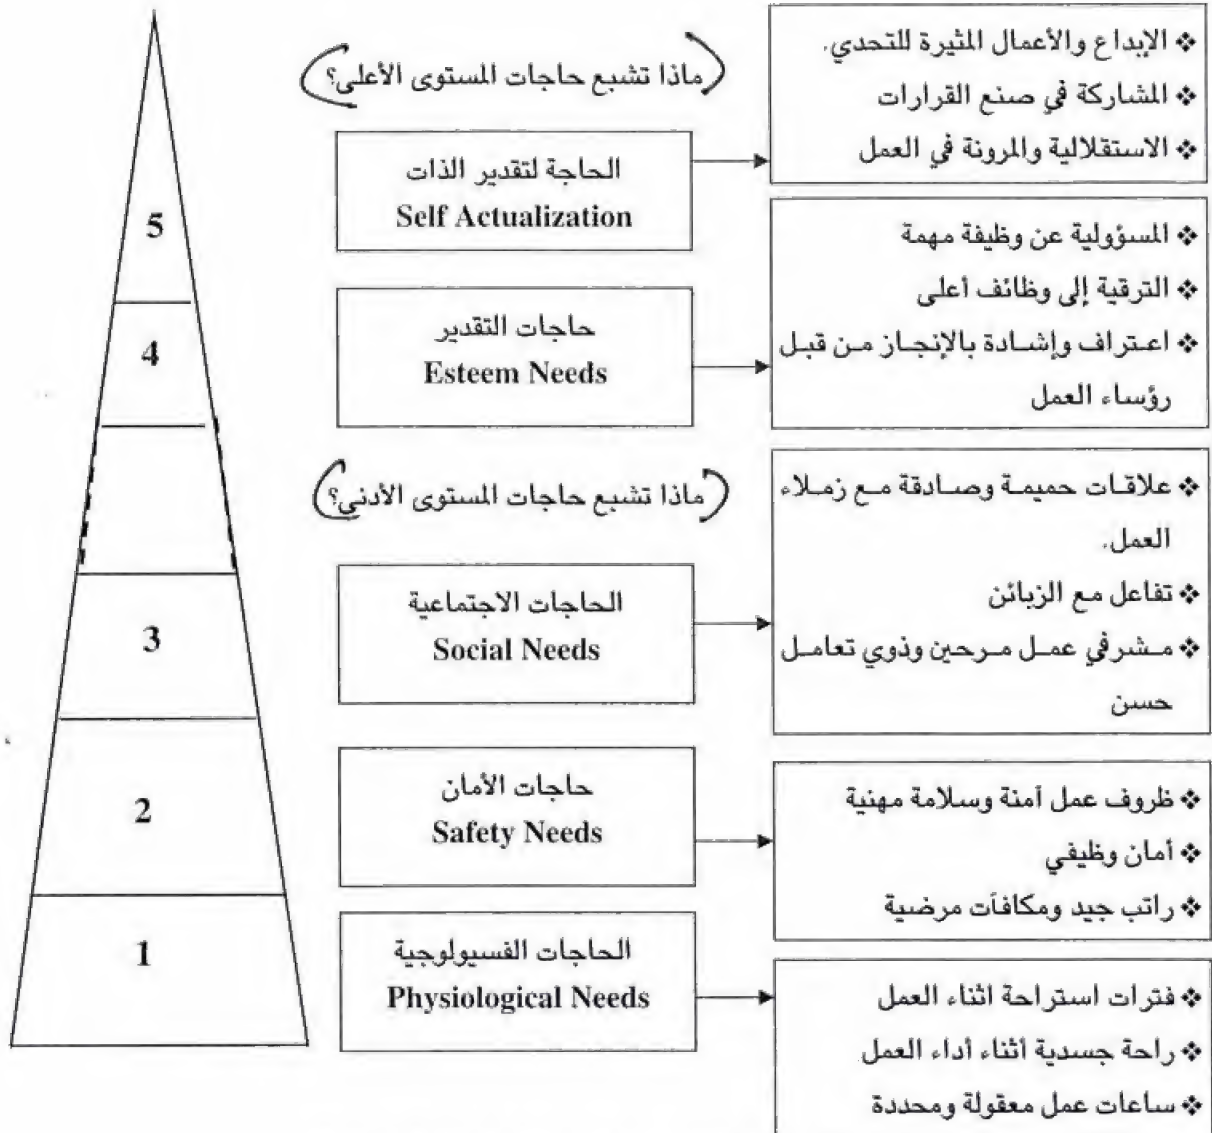 ماذا تشبع حاجات المستوى الأعلى؟
❖ الإبداع والأعمال المثيرة للتحدي.
❖ المشاركة في صنع القرارات
❖ الاستقلالية والمرونة في العمل
الحاجة لتقدير الذات
Self Actualization
5
❖ المسؤولية عن وظيفة مهمة
❖ الترقية إلى وظائف أعلى
❖ اعتراف وإشادة بالإنجاز من قبل
رؤساء العمل
حاجات التقدير
Esteem Needs
4
ماذا تشبع حاجات المستوى الأدنى؟
❖ علاقات حميمة وصادقة مع زملاء
العمل.
❖ تفاعل مع الزبائن
❖ مشرفي عمل مرحين وذوي تعامل
حسن
الحاجات الاجتماعية
Social Needs
3
❖ ظروف عمل آمنة وسلامة مهنية
❖ أمان وظيفي
❖ راتب جيد ومكافآت مرضية
حاجات الأمان
Safety Needs
2
❖ فترات استراحة اثناء العمل
❖ راحة جسدية أثناء أداء العمل
❖ ساعات عمل معقولة ومحددة
الحاجات الفسيولوجية
Physiological Needs
1